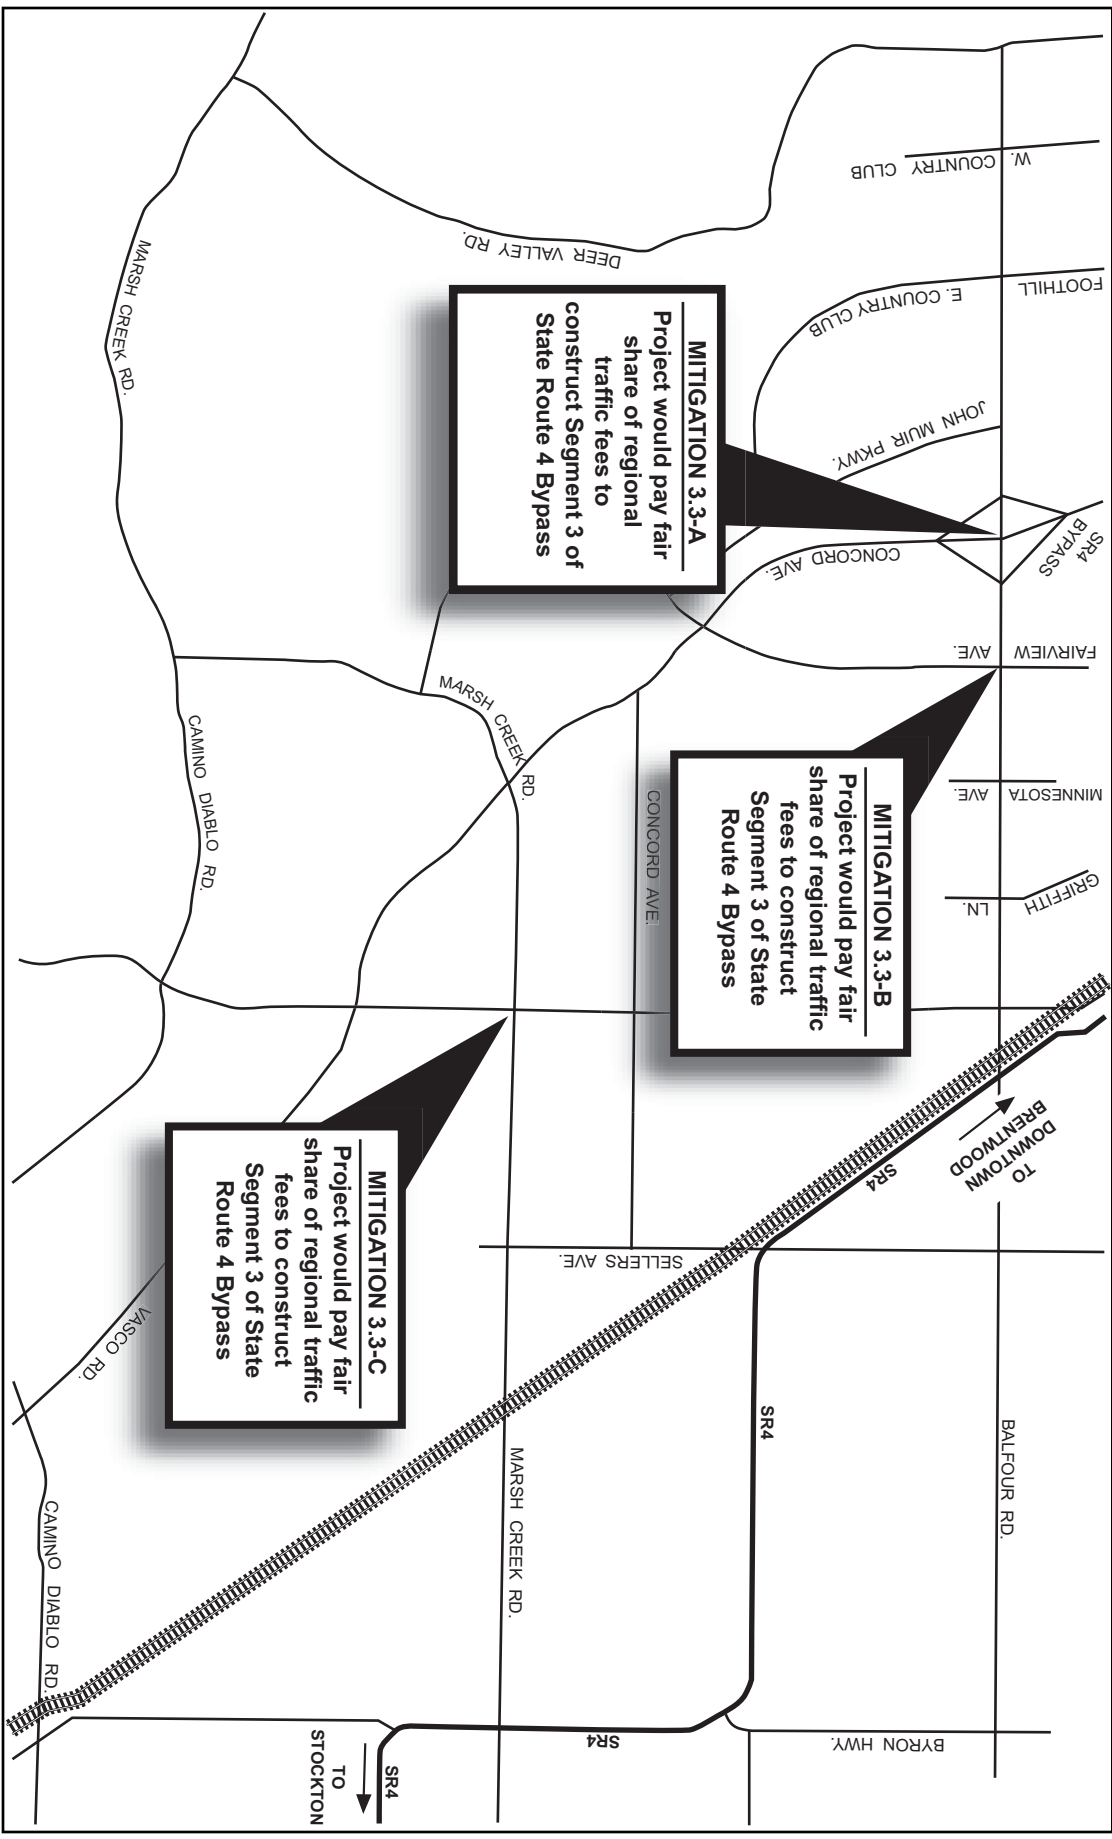 W. COUNTRY CLUB
FOOTHILL
E. COUNTRY CLUB
JOHN MUIR PKWY.
SR4
BYPASS
CONCORD AVE.
FAIRVIEW AVE.
MINNESOTA AVE.
GRIFFITH LN.
TO
DOWNTOWN
BRENTWOOD
SR4
BALFOUR RD.
DEER VALLEY RD.
MARSH CREEK RD.
MITIGATION 3.3-A
Project would pay fair
share of regional
traffic fees to
construct Segment 3 of
State Route 4 Bypass
MITIGATION 3.3-B
Project would pay fair
share of regional traffic
fees to construct
Segment 3 of State
Route 4 Bypass
CONCORD AVE.
MARSH CREEK RD.
CAMINO DIABLO RD.
MITIGATION 3.3-C
Project would pay fair
share of regional traffic
fees to construct
Segment 3 of State
Route 4 Bypass
SELLERS AVE.
SR4
MARSH CREEK RD.
VASCO RD.
CAMINO DIABLO RD.
BYRON HWY.
SR4
SR4
TO
STOCKTON